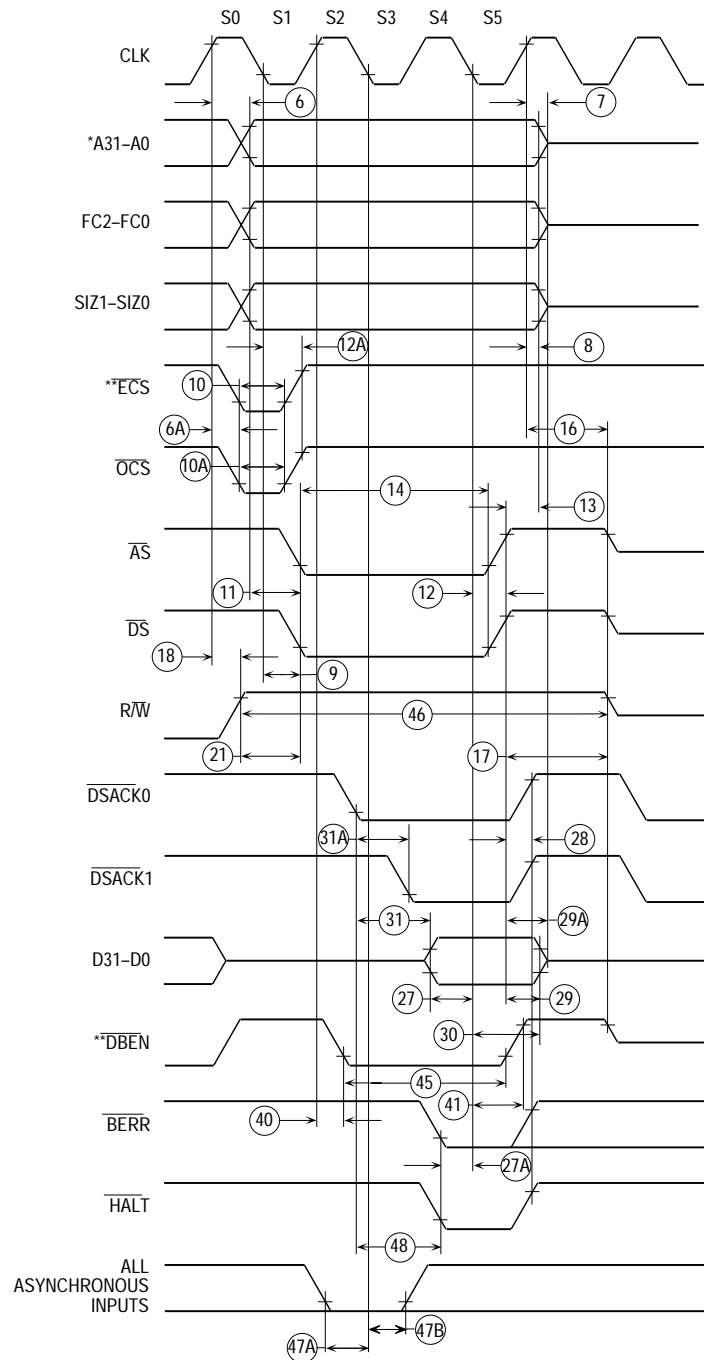 S0 S1 S2 S3 S4 S5
CLK
6 7
*A31–A0
FC2–FC0
SIZ1–SIZ0
12A 8
**ECS 10
6A 16
OCS 10A
14 13
AS
11 12
DS
18 9
R/W 46
21 17
DSACK0
31A 28
DSACK1
31 29A
D31–D0
27 29
30
**DBEN
45
41
BERR 40
27A
HALT
48
ALL
ASYNCHRONOUS
INPUTS
47A 47B